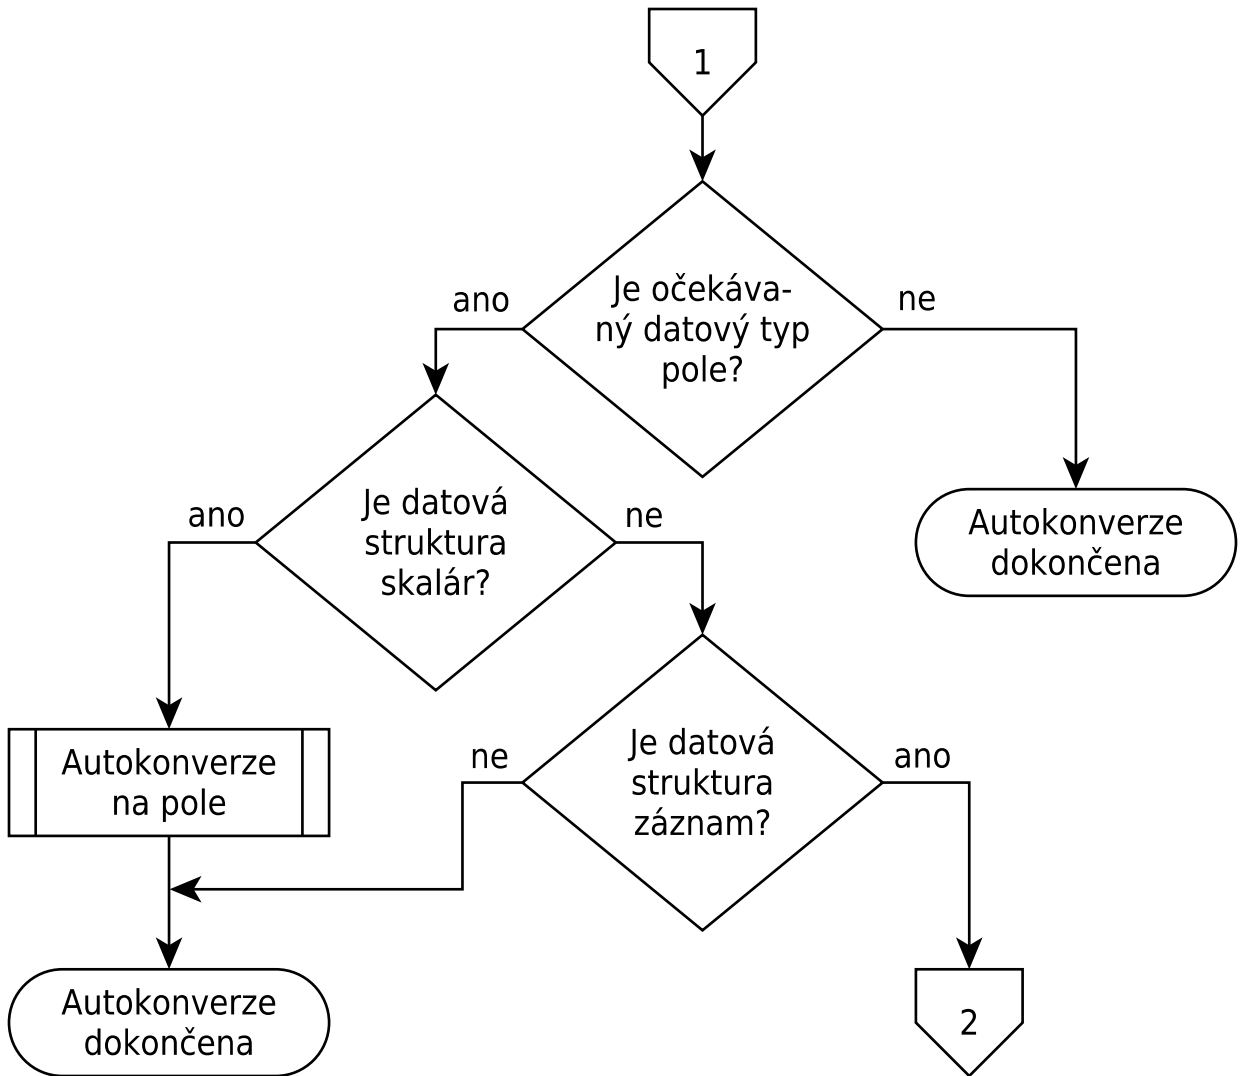 1
Je očekáva-
ný datový typ
pole?
ano
ne
Je datová
struktura
skalár?
ano
ne
Autokonverze
dokončena
Je datová
struktura
záznam?
ne
ano
Autokonverze
na pole
Autokonverze
dokončena
2